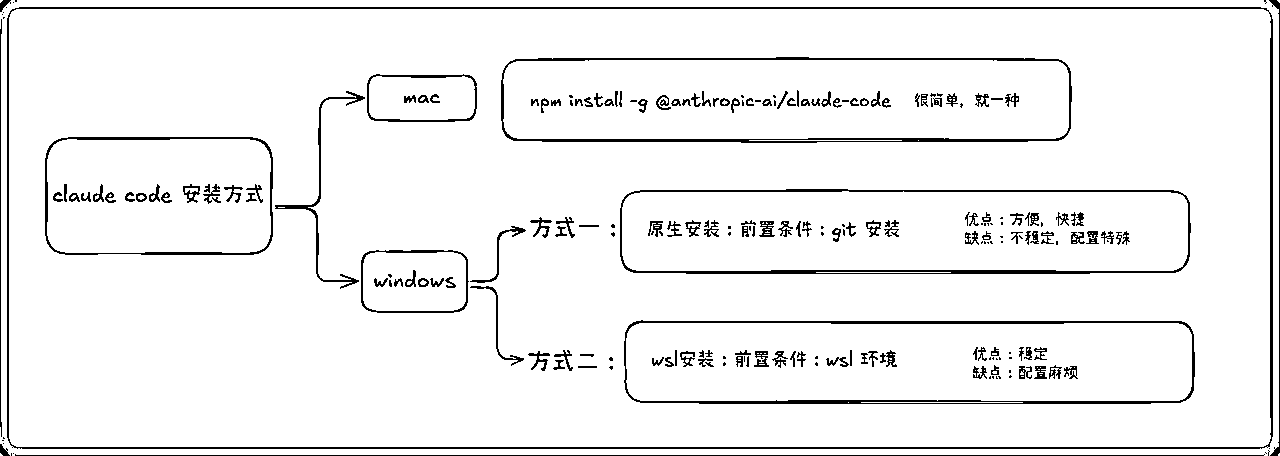 mac
npm install -g @anthropic-ai/claude-code 很简单，就一种
claude code 安装方式
方式一：
原生安装：前置条件：git 安装
优点：方便，快捷
缺点：不稳定，配置特殊
windows
方式二：
wsl安装：前置条件：wsl 环境
优点：稳定
缺点：配置麻烦